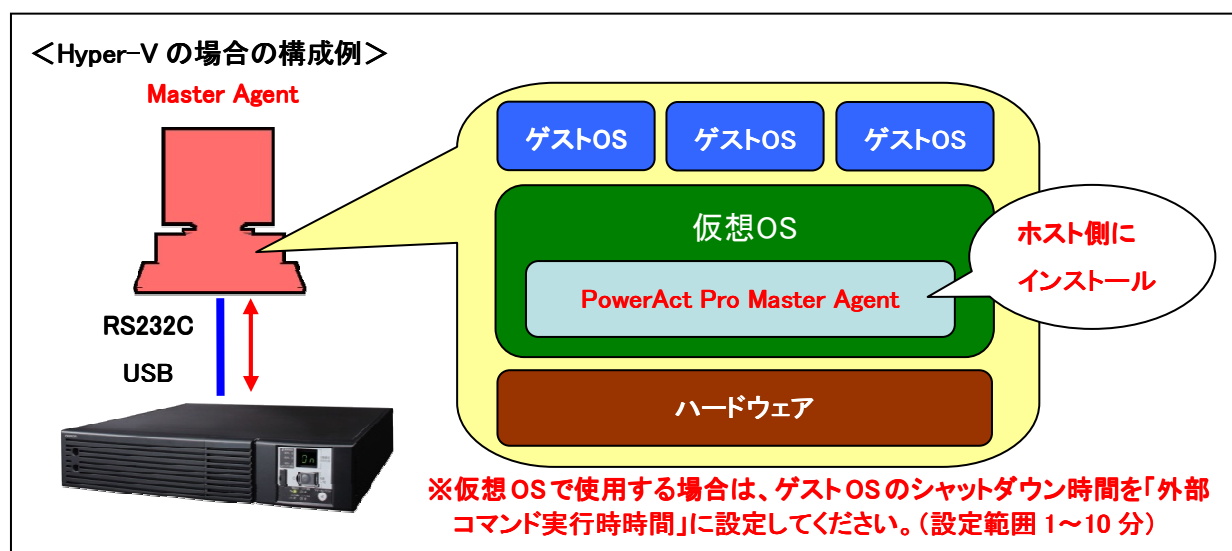 ＜Hyper-V の場合の構成例＞
Master Agent
ゲストOS
ゲストOS
ゲストOS
仮想OS
PowerAct Pro Master Agent
ホスト側に
インストール
ハードウェア
RS232C
USB
※仮想OSで使用する場合は、ゲストOSのシャットダウン時間を「外部
コマンド実行時時間」に設定してください。（設定範囲 1～10 分）